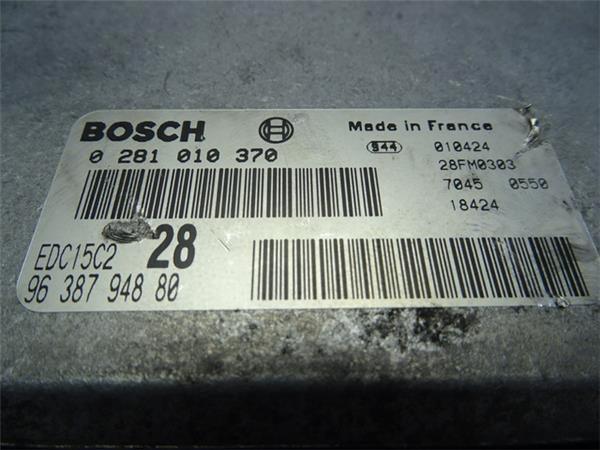 BOSCH
0 281 010 370
Made in France
S44 010424
28FM0303
7045 0550
18424
28
EDC15C2
96 387 948 80